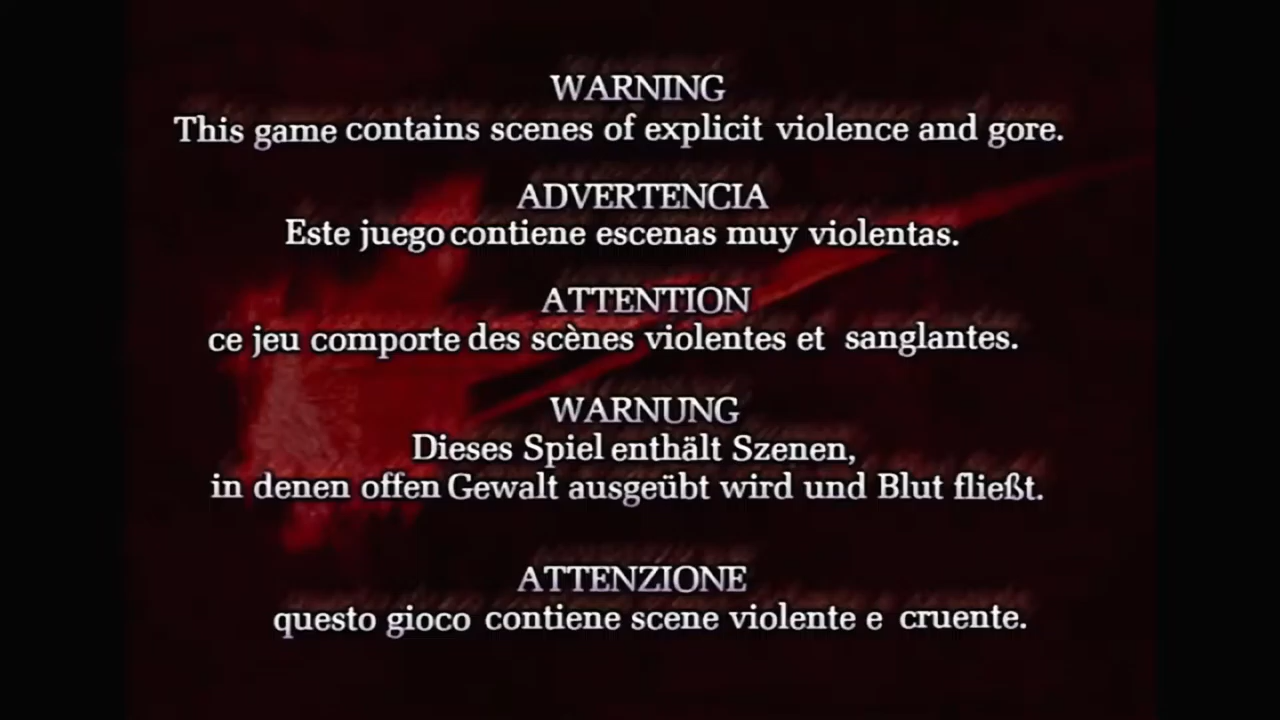 WARNING
This game contains scenes of explicit violence and gore.
ADVERTENCIA
Este juego contiene escenas muy violentas.
ATTENTION
ce jeu comporte des scènes violentes et sanglantes.
WARNUNG
Dieses Spiel enthält Szenen,
in denen offen Gewalt ausgeübt wird und Blut fließt.
ATTENZIONE
questo gioco contiene scene violente e cruente.